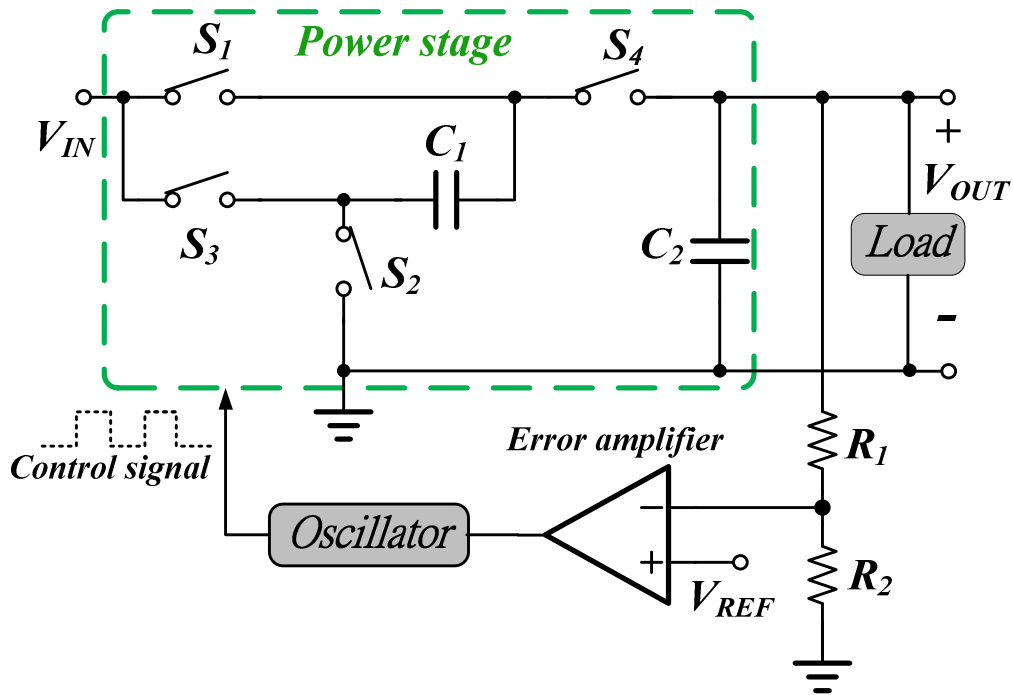 Power stage
S1
S4
VIN
C1
+
VOUT
S3
S2
C2
Load
-
Control signal
Error amplifier
R1
Oscillator
−
+
VREF
R2